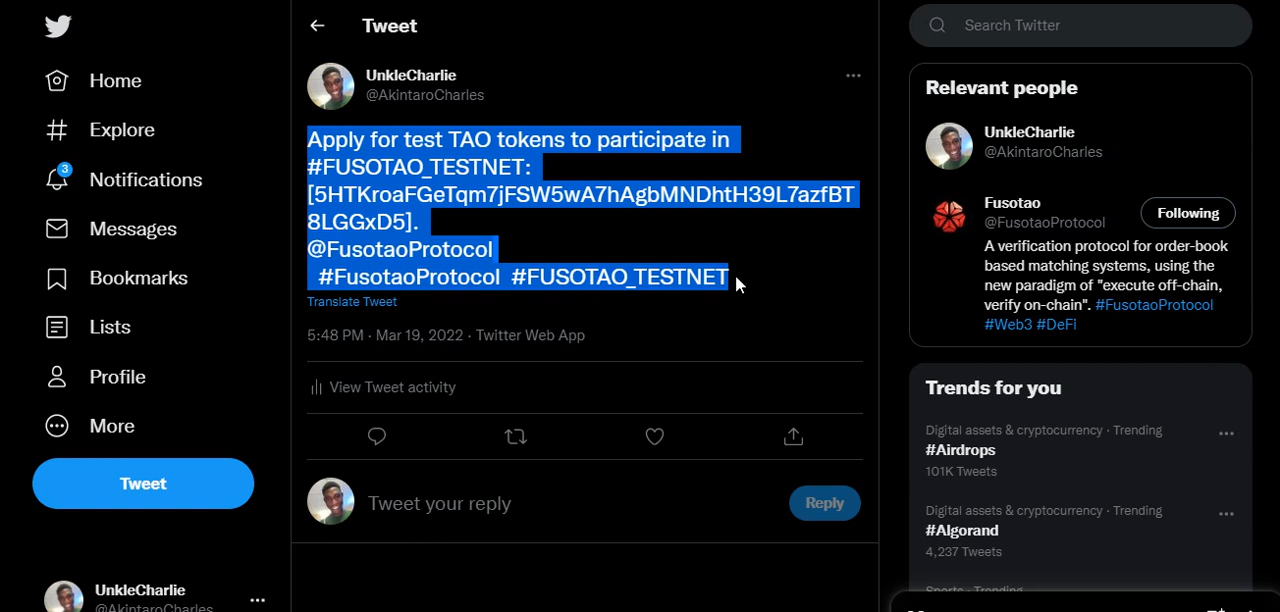 Home
Explore
3
Notifications
Messages
Bookmarks
Lists
Profile
More
Tweet
UnkleCharlie
@AkintaroCharles
Tweet
UnkleCharlie
@AkintaroCharles
Apply for test TAO tokens to participate in
#FUSOTAO_TESTNET:
[5HTKroaFGeTqm7jFSW5wA7hAgbMNDhtH39L7azfBT
8LGGxD5].
@FusotaoProtocol
#FusotaoProtocol #FUSOTAO_TESTNET
Translate Tweet
5:48 PM · Mar 19, 2022 · Twitter Web App
View Tweet activity
Tweet your reply
Reply
Search Twitter
Relevant people
UnkleCharlie
@AkintaroCharles
Fusotao
@FusotaoProtocol
Following
A verification protocol for order-book
based matching systems, using the
new paradigm of "execute off-chain,
verify on-chain". #FusotaoProtocol
#Web3 #DeFi
Trends for you
Digital assets & cryptocurrency · Trending
#Airdrops
101K Tweets
Digital assets & cryptocurrency · Trending
#Algorand
4,237 Tweets
Sports · Trending